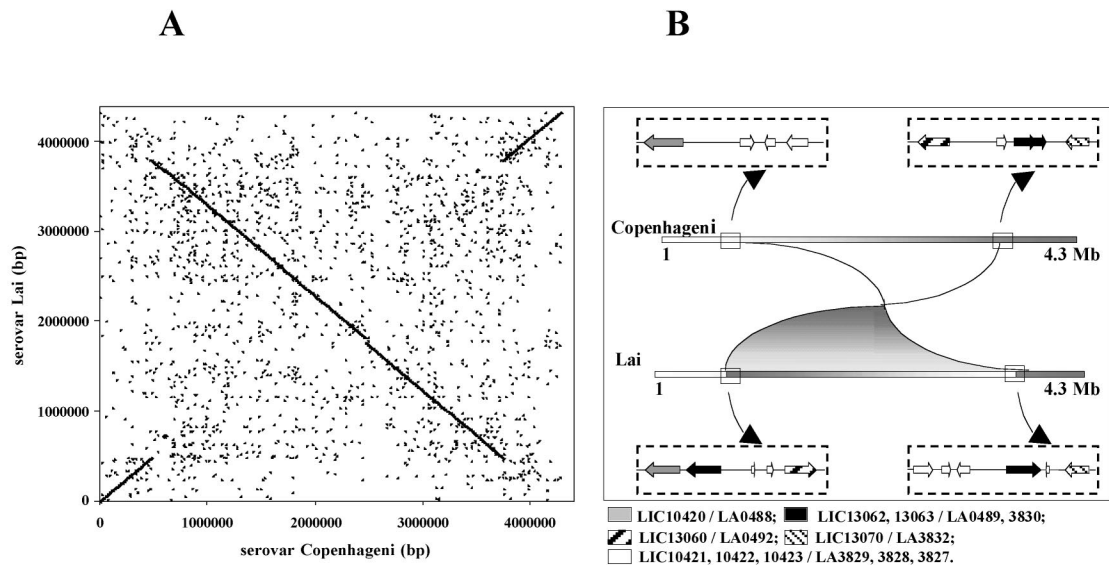 A
B
serovar Lai (bp)
4000000
3000000
2000000
1000000
0
0
1000000
2000000
3000000
4000000
serovar Copenhageni (bp)
Copenhageni
1
4.3 Mb
Lai
1
4.3 Mb
LIC10420 / LA0488; LIC13062, 13063 / LA0489, 3830;
LIC13060 / LA0492; LIC13070 / LA3832;
LIC10421, 10422, 10423 / LA3829, 3828, 3827.